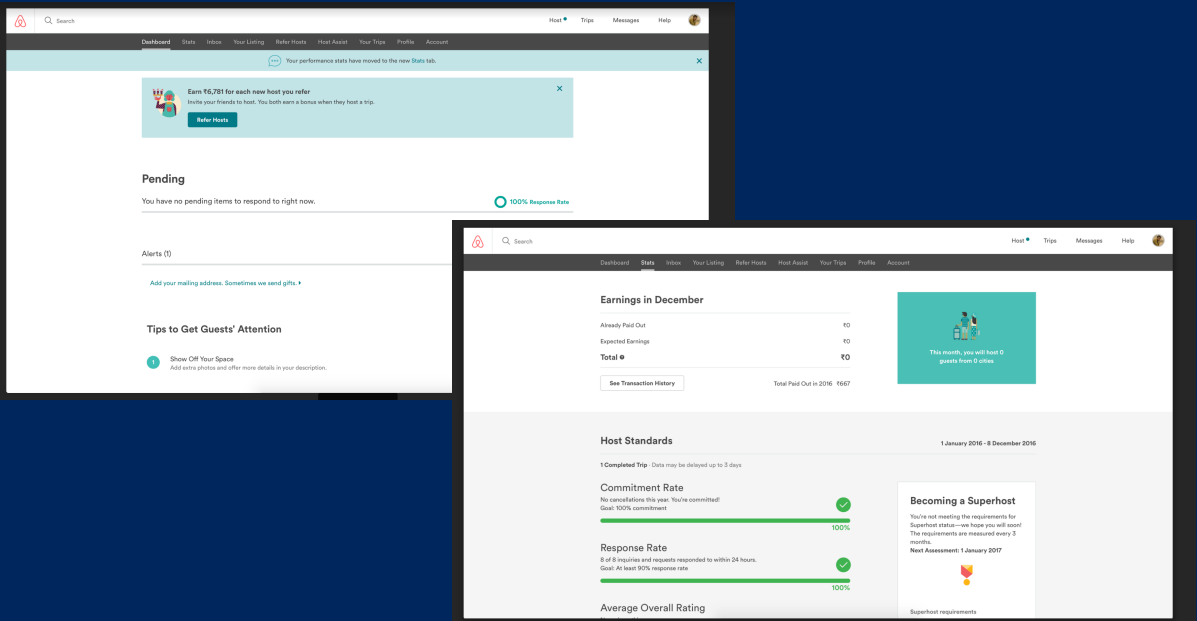 Search
Host Trips Messages Help
Dashboard Stats Inbox Your Listing Refer Hosts Host Assist Your Trips Profile Account
Your performance stats have moved to the new Stats tab.
Earn ₹6,781 for each new host you refer
Invite your friends to host. You both earn a bonus when they host a trip.
Refer Hosts
Pending
You have no pending items to respond to right now.
100% Response Rate
Alerts (1)
Add your mailing address. Sometimes we send gifts.
Tips to Get Guests' Attention
1 Show Off Your Space
Add extra photos and offer more details in your description.
Search
Host Trips Messages Help
Dashboard Stats Inbox Your Listing Refer Hosts Host Assist Your Trips Profile Account
Earnings in December
Already Paid Out ₹0
Expected Earnings ₹0
Total ₹0
See Transaction History
Total Paid Out in 2016 ₹667
This month, you will host 0
guests from 0 cities
Host Standards
1 January 2016 - 8 December 2016
1 Completed Trip · Data may be delayed up to 3 days
Commitment Rate
No cancellations this year. You're committed!
Goal: 100% commitment
100%
Response Rate
8 of 8 inquiries and requests responded to within 24 hours.
Goal: At least 90% response rate
100%
Average Overall Rating
Becoming a Superhost
You're not meeting the requirements for
Superhost status—we hope you will soon!
The requirements are measured every 3
months.
Next Assessment: 1 January 2017
Superhost requirements